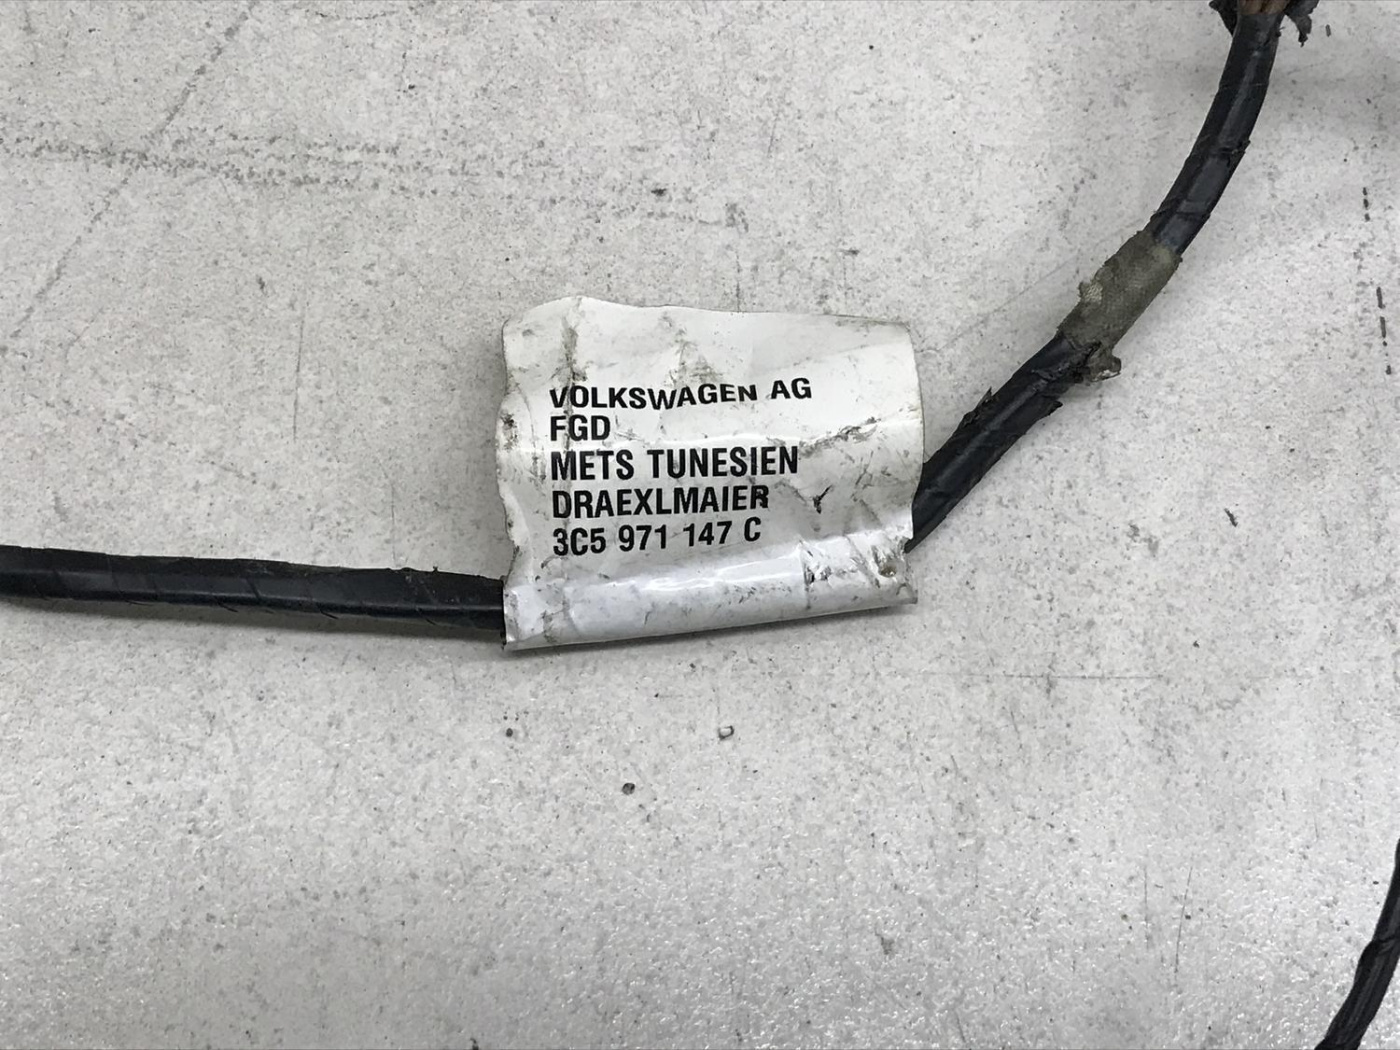 VOLKSWAGEN AG
FGD
METS TUNESIEN
DRAEXLMAIER
3C5 971 147 C